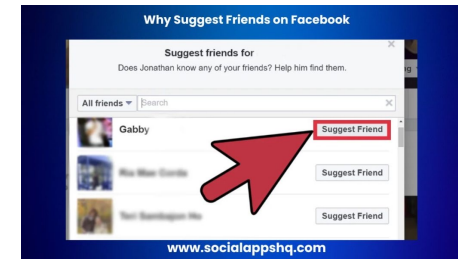 Why Suggest Friends on Facebook
Suggest friends for
Does Jonathan know any of your friends? Help him find them.
All friends Search
Gabby Suggest Friend
Suggest Friend
Suggest Friend
www.socialappshq.com